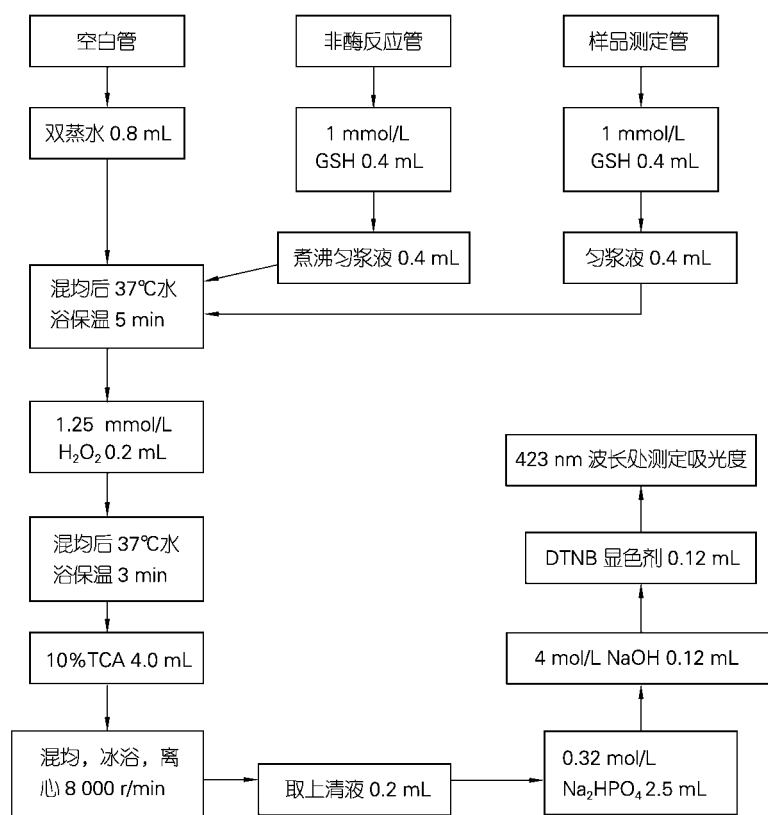 空白管
非酶反应管
样品测定管
双蒸水 0.8 mL
1 mmol/L
GSH 0.4 mL
1 mmol/L
GSH 0.4 mL
煮沸匀浆液 0.4 mL
匀浆液 0.4 mL
混均后 37℃水
浴保温 5 min
1.25 mmol/L
H₂O₂ 0.2 mL
混均后 37℃水
浴保温 3 min
10%TCA 4.0 mL
混均，冰浴，离
心 8 000 r/min
取上清液 0.2 mL
0.32 mol/L
Na₂HPO₄ 2.5 mL
4 mol/L NaOH 0.12 mL
DTNB 显色剂 0.12 mL
423 nm 波长处测定吸光度